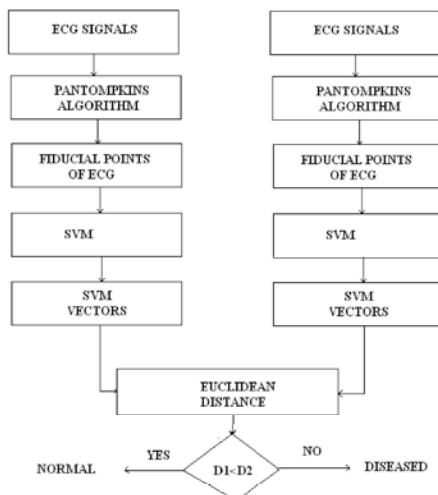 ECG SIGNALS
PANTOMPKINS
ALGORITHM
FIDUCIAL POINTS
OF ECG
SVM
SVM
VECTORS
ECG SIGNALS
PANTOMPKINS
ALGORITHM
FIDUCIAL POINTS
OF ECG
SVM
SVM
VECTORS
EUCLIDEAN
DISTANCE
D1<D2
YES
NORMAL
NO
DISEASED